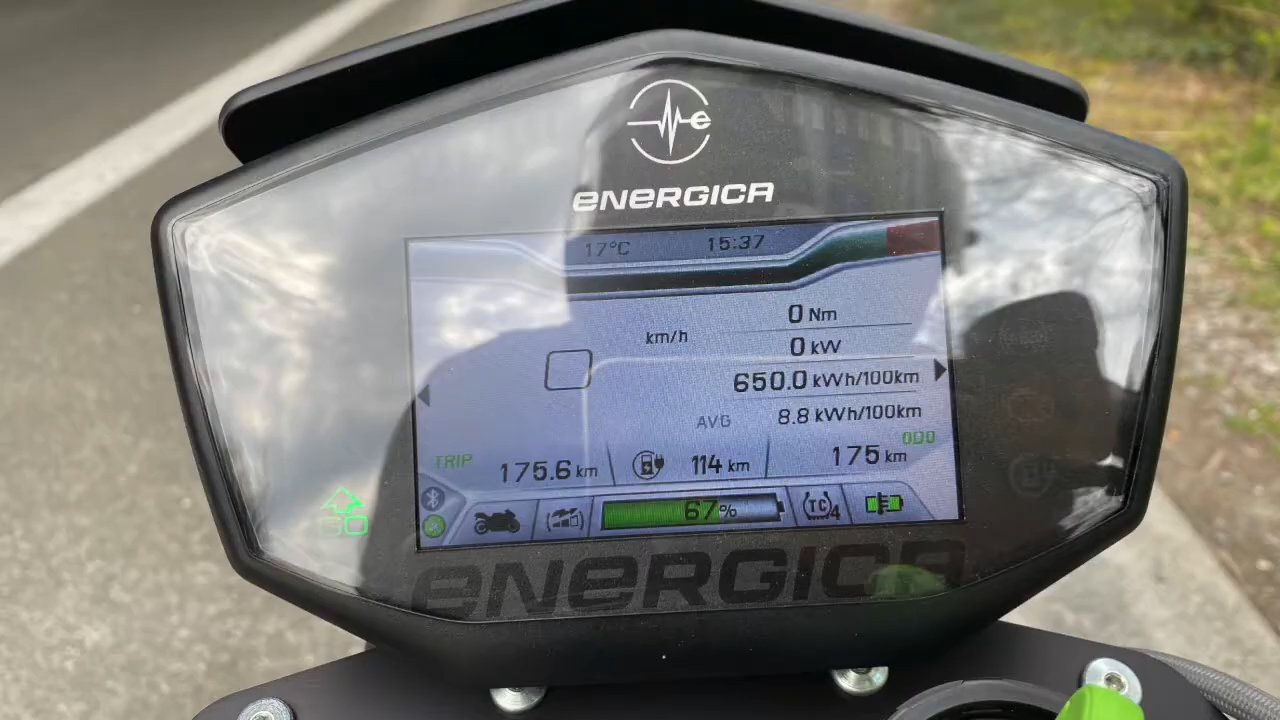 e
energica
17°C 15:37
0 Nm
km/h
0 kW
650.0 kWh/100km
AVG 8.8 kWh/100km
ODO
TRIP 175.6 km 114 km 175 km
67%
TC 4
GO
energica